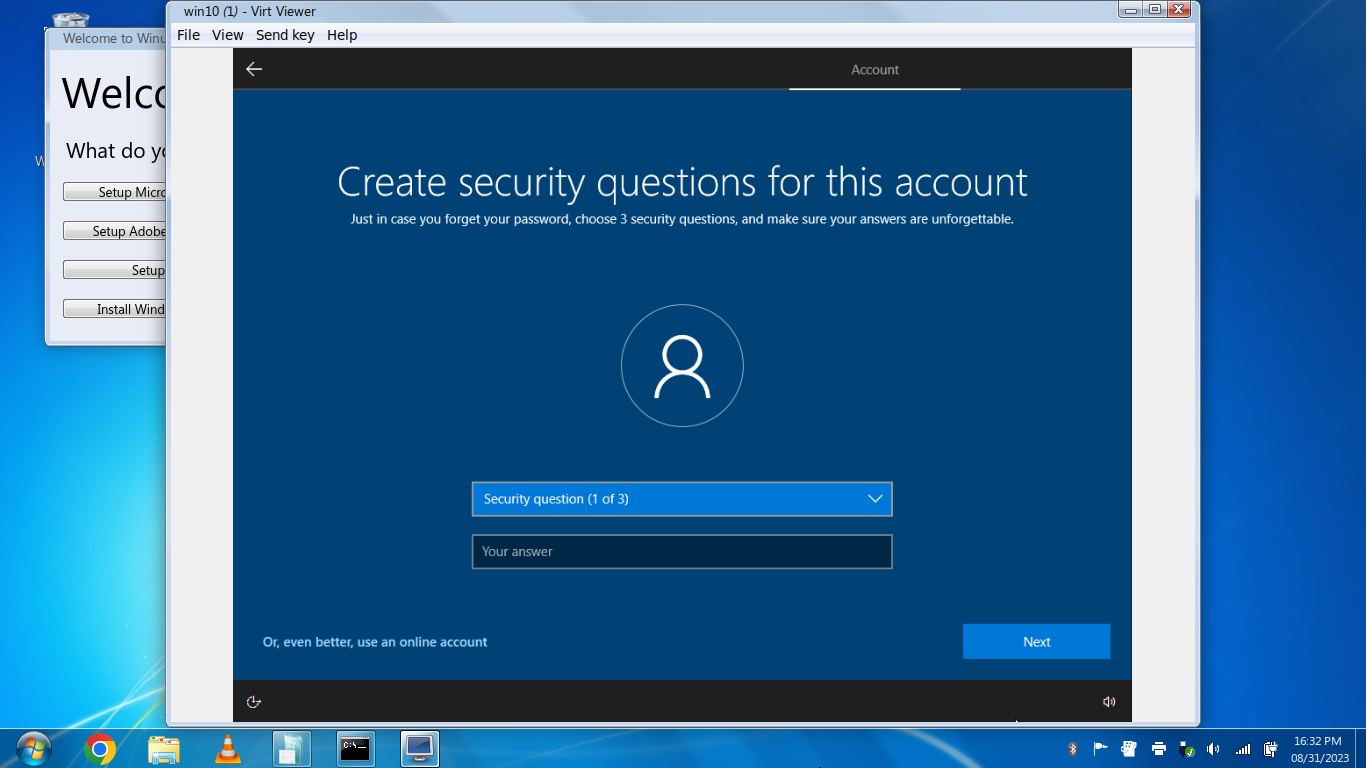 win10 (1) - Virt Viewer
File View Send key Help
Welcome to Winu
Welco
What do yo
Setup Micro
Setup Adobe
Setup
Install Wind
W
Account
Create security questions for this account
Just in case you forget your password, choose 3 security questions, and make sure your answers are unforgettable.
Security question (1 of 3)
Your answer
Or, even better, use an online account
Next
C:\._
16:32 PM
08/31/2023